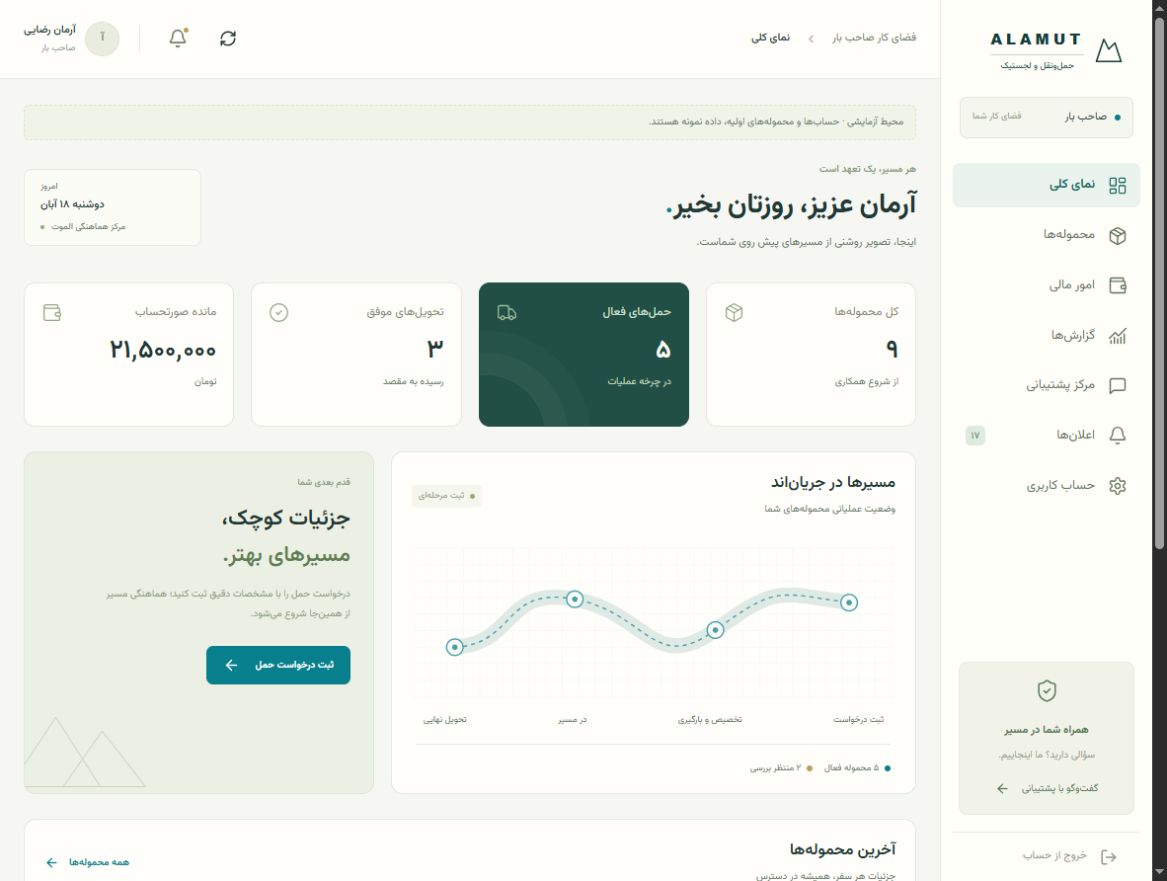 ALAMUT
حمل‌ونقل و لجستیک
صاحب بار
فضای کار شما
نمای کلی
محموله‌ها
امور مالی
گزارش‌ها
مرکز پشتیبانی
اعلان‌ها
۱۷
حساب کاربری
همراه شما در مسیر
سؤالی دارید؟ ما اینجاییم.
گفت‌وگو با پشتیبانی
خروج از حساب
فضای کار صاحب بار
نمای کلی
آرمان رضایی
صاحب بار
آ
محیط آزمایشی · حساب‌ها و محموله‌های اولیه، داده نمونه هستند.
هر مسیر، یک تعهد است
آرمان عزیز، روزتان بخیر.
اینجا، تصویر روشنی از مسیرهای پیش روی شماست.
امروز
دوشنبه ۱۸ آبان
مرکز هماهنگی الموت
کل محموله‌ها
۹
از شروع همکاری
حمل‌های فعال
۵
در چرخه عملیات
تحویل‌های موفق
۳
رسیده به مقصد
مانده صورتحساب
۲۱,۵۰۰,۰۰۰
تومان
مسیرها در جریان‌اند
وضعیت عملیاتی محموله‌های شما
ثبت مرحله‌ای
ثبت درخواست
تخصیص و بارگیری
در مسیر
تحویل نهایی
۵ محموله فعال
۲ منتظر بررسی
قدم بعدی شما
جزئیات کوچک،
مسیرهای بهتر.
درخواست حمل را با مشخصات دقیق ثبت کنید؛ هماهنگی مسیر
از همین‌جا شروع می‌شود.
ثبت درخواست حمل
آخرین محموله‌ها
جزئیات هر سفر، همیشه در دسترس
همه محموله‌ها